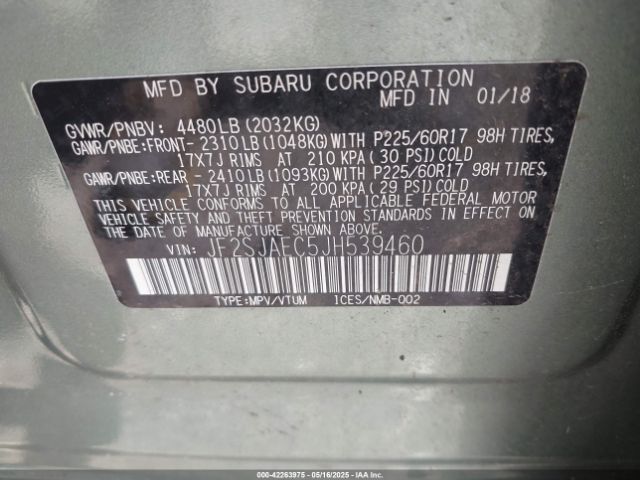 MFD BY SUBARU CORPORATION
MFD IN 01/18
GVWR/PNBV: 4480LB(2032KG)
GAWR/PNBE:FRONT- 2310LB(1048KG)WITH P225/60R17 98H TIRES,
17X7J RIMS AT 210 KPA( 30 PSI)COLD
GAWR/PNBE:REAR - 2410LB(1093KG)WITH P225/60R17 98H TIRES,
17X7J RIMS AT 200 KPA( 29 PSI)COLD
THIS VEHICLE CONFORMS TO ALL APPLICABLE FEDERAL MOTOR
VEHICLE SAFETY AND THEFT PREVENTION STANDARDS IN EFFECT ON
THE DATE OF MANUFACTURE SHOWN ABOVE.
VIN: JF2SJAEC5JH539460
TYPE:MPV/VTUM ICES/NMB-002
000-42263975 - 05/16/2025 - IAAI.COM